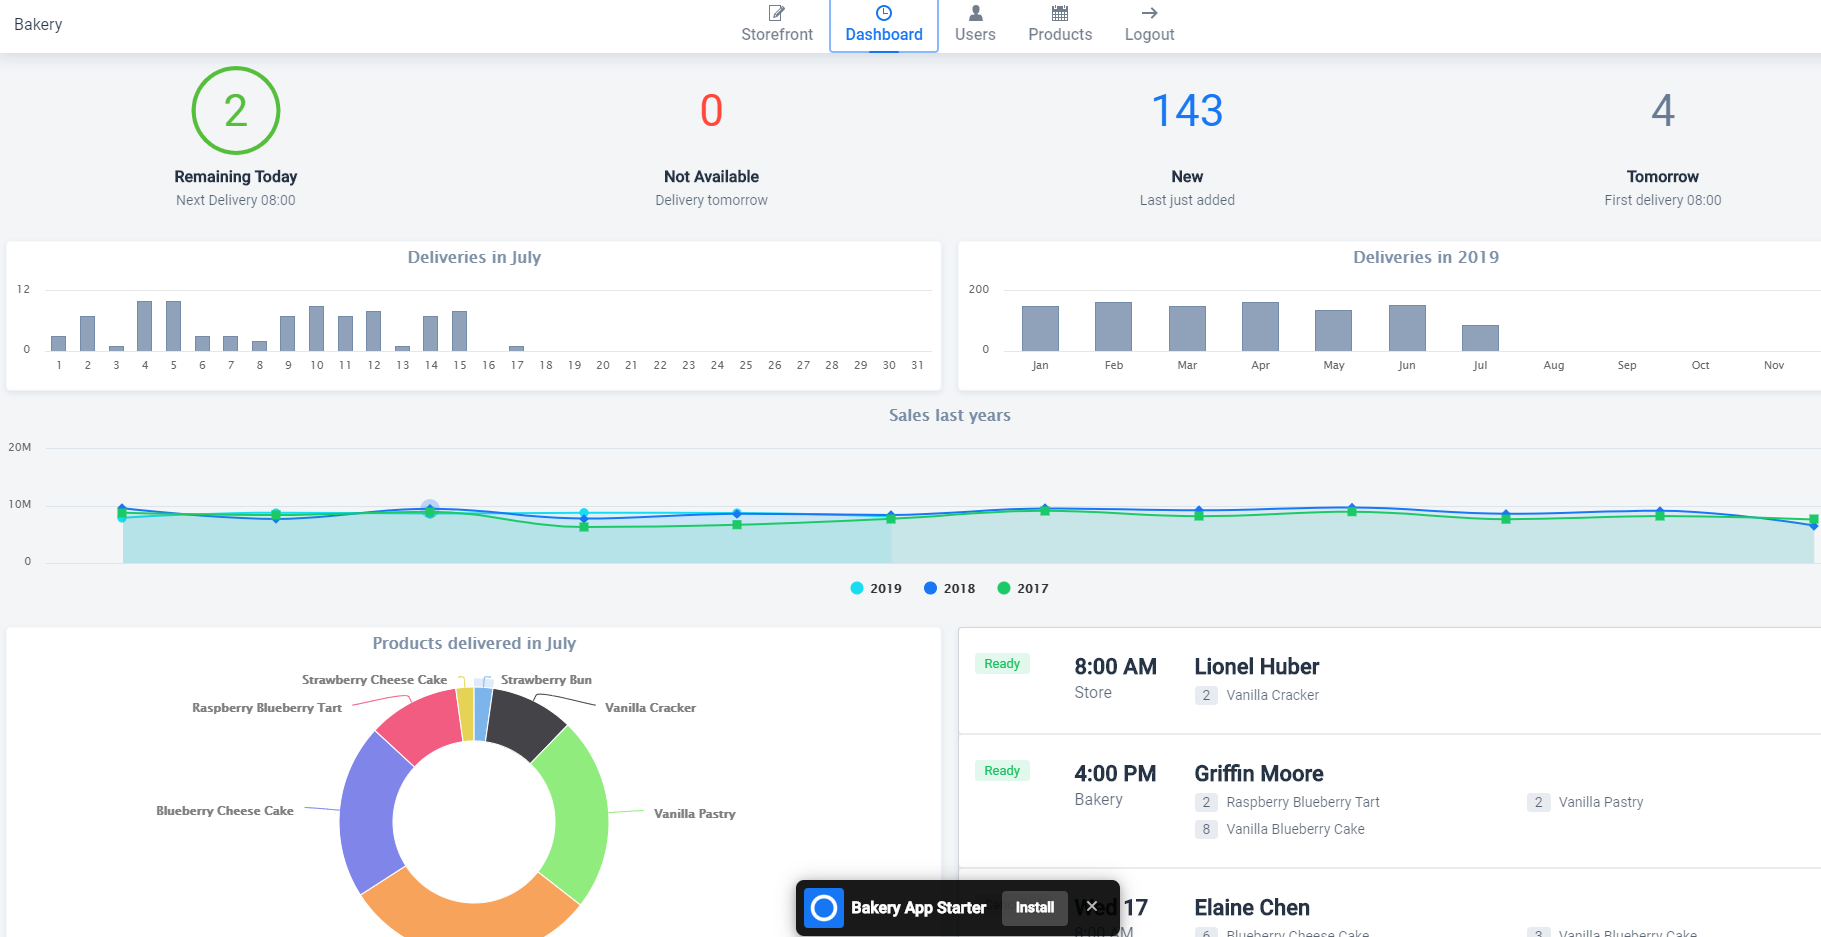 Bakery
Storefront Dashboard Users Products Logout
2 0 143 4
Remaining Today Not Available New Tomorrow
Next Delivery 08:00 Delivery tomorrow Last just added First delivery 08:00
Deliveries in July
12
0
1 2 3 4 5 6 7 8 9 10 11 12 13 14 15 16 17 18 19 20 21 22 23 24 25 26 27 28 29 30 31
Deliveries in 2019
200
0
Jan Feb Mar Apr May Jun Jul Aug Sep Oct Nov
Sales last years
20M
10M
0
2019 2018 2017
Products delivered in July
Strawberry Cheese Cake Strawberry Bun
Raspberry Blueberry Tart Vanilla Cracker
Blueberry Cheese Cake Vanilla Pastry
Ready 8:00 AM Lionel Huber
Store 2 Vanilla Cracker
Ready 4:00 PM Griffin Moore
Bakery 2 Raspberry Blueberry Tart 2 Vanilla Pastry
8 Vanilla Blueberry Cake
Wed 17 Elaine Chen
8:00 AM 6 Blueberry Cheese Cake 3 Vanilla Blueberry Cake
Bakery App Starter Install